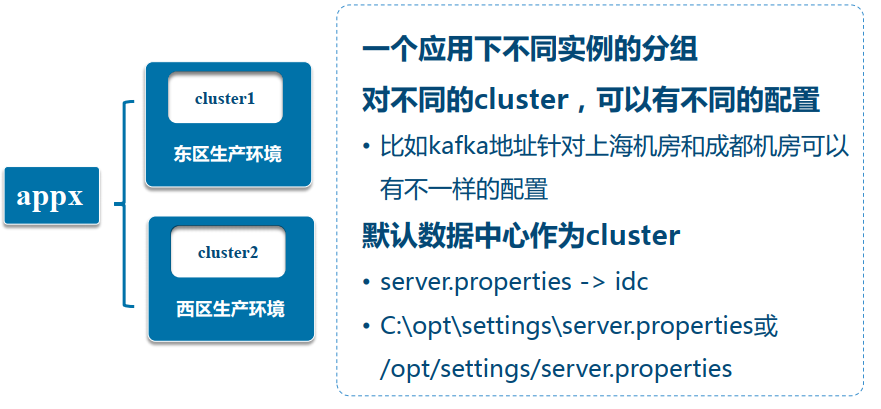 appx
cluster1
东区生产环境
cluster2
西区生产环境
一个应用下不同实例的分组
对不同的cluster，可以有不同的配置
• 比如kafka地址针对上海机房和成都机房可以
有不一样的配置
默认数据中心作为cluster
• server.properties -> idc
• C:\opt\settings\server.properties或
/opt/settings/server.properties